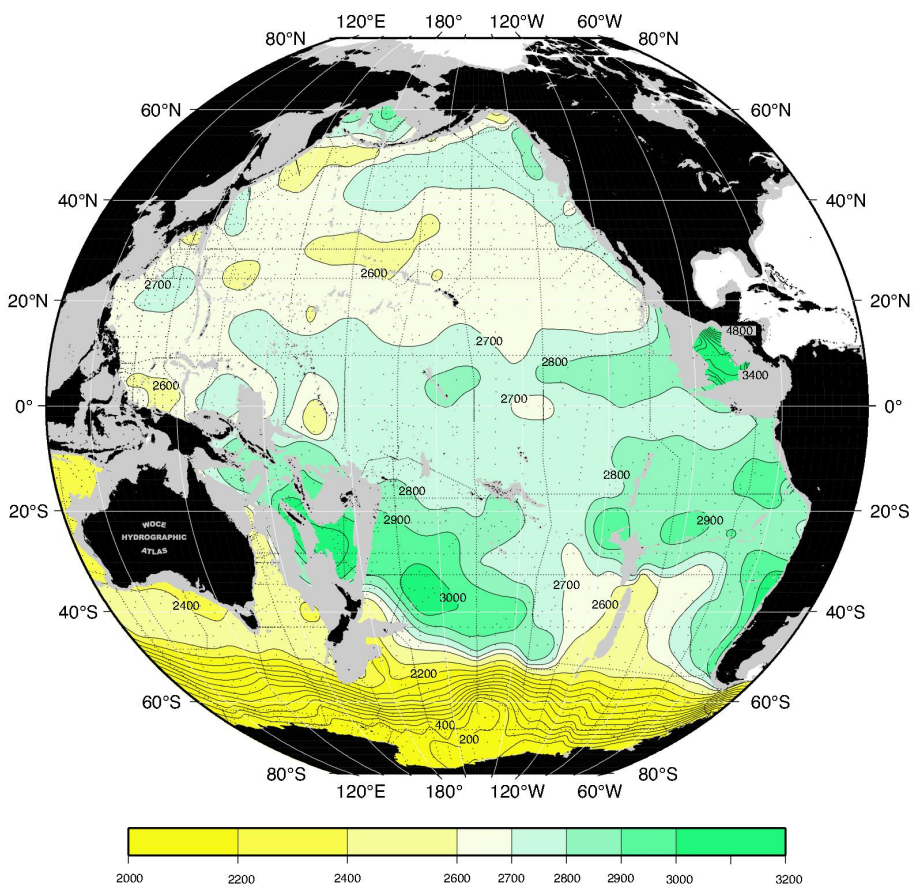 120°E 180° 120°W 60°W
80°N 80°N
60°N 60°N
40°N 40°N
2600
20°N 2700 20°N
4800
2700
2800
2600 3400
2700
0° 0°
2800
2800
2900 2900
20°S 20°S
WOCE
HYDROGRAPHIC
ATLAS
2700
3000
2400 2600
40°S 40°S
2200
60°S 60°S
400
200
80°S 80°S
120°E 180° 120°W 60°W
2000 2200 2400 2600 2700 2800 2900 3000 3200